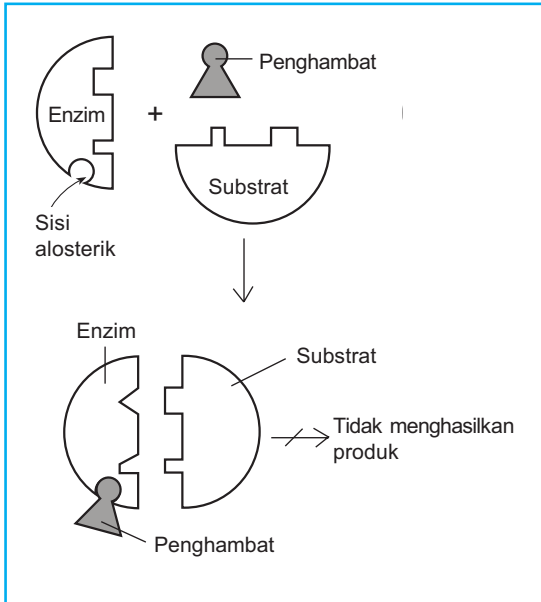 Penghambat
Enzim
+
Substrat
Sisi
alosterik
Enzim
Substrat
Tidak menghasilkan
produk
Penghambat